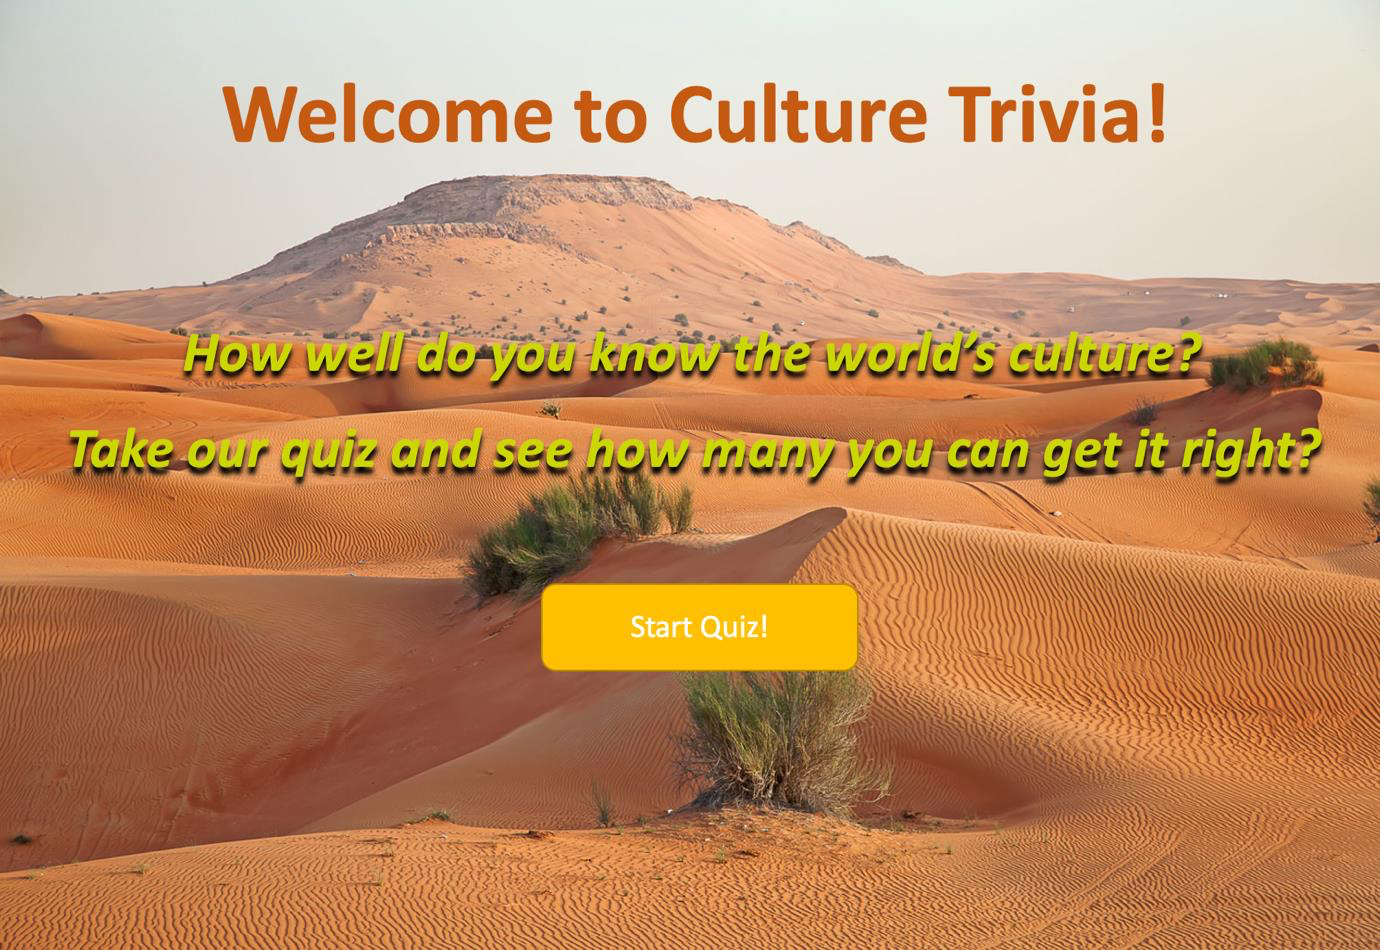 Welcome to Culture Trivia!
How well do you know the world’s culture?
Take our quiz and see how many you can get it right?
Start Quiz!